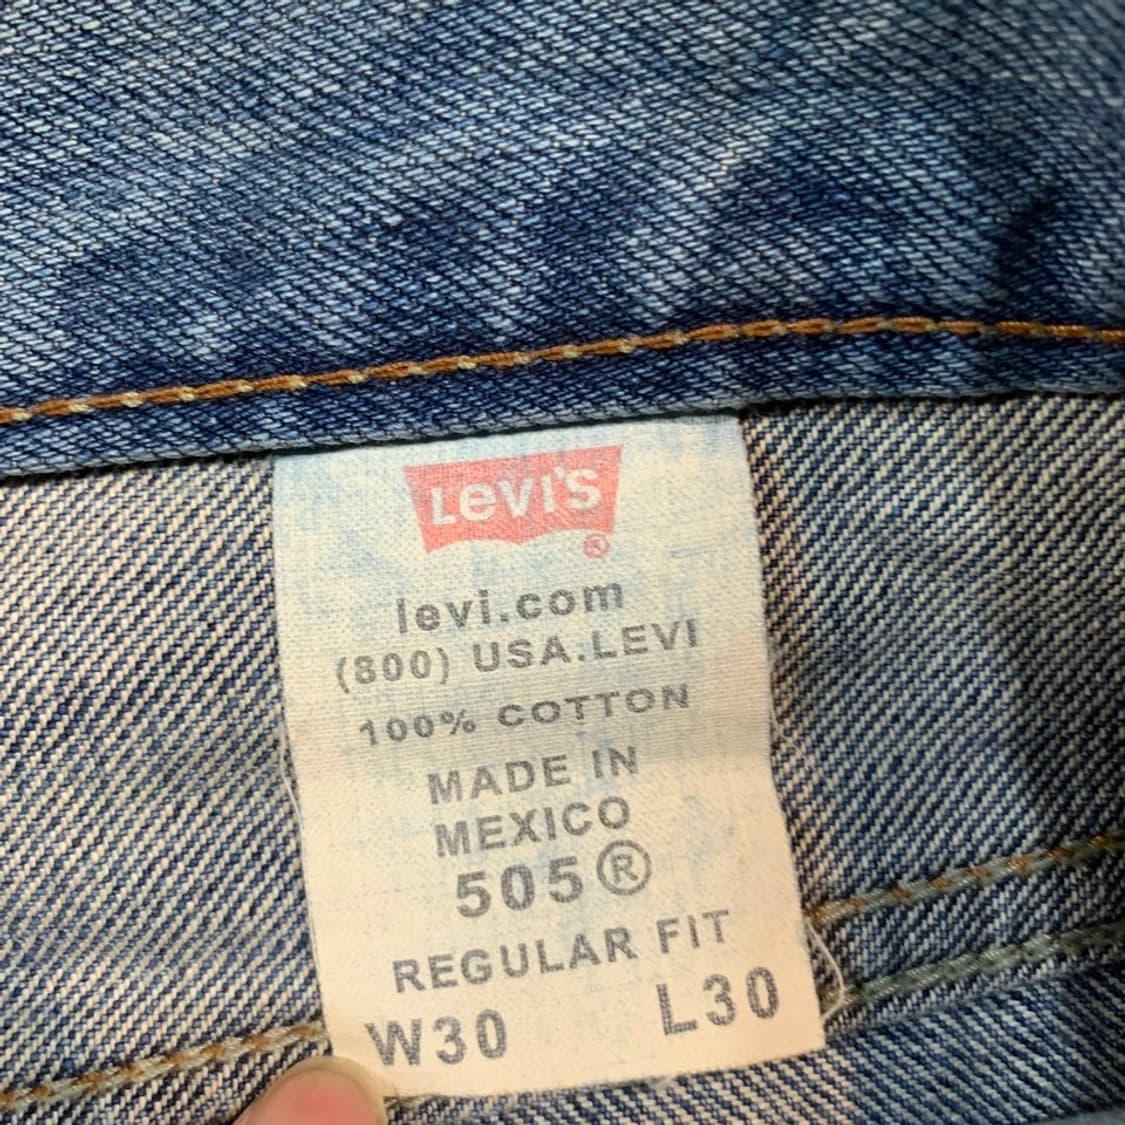 LEVI'S®
levi.com
(800) USA.LEVI
100% COTTON
MADE IN
MEXICO
505®
REGULAR FIT
W30 L30